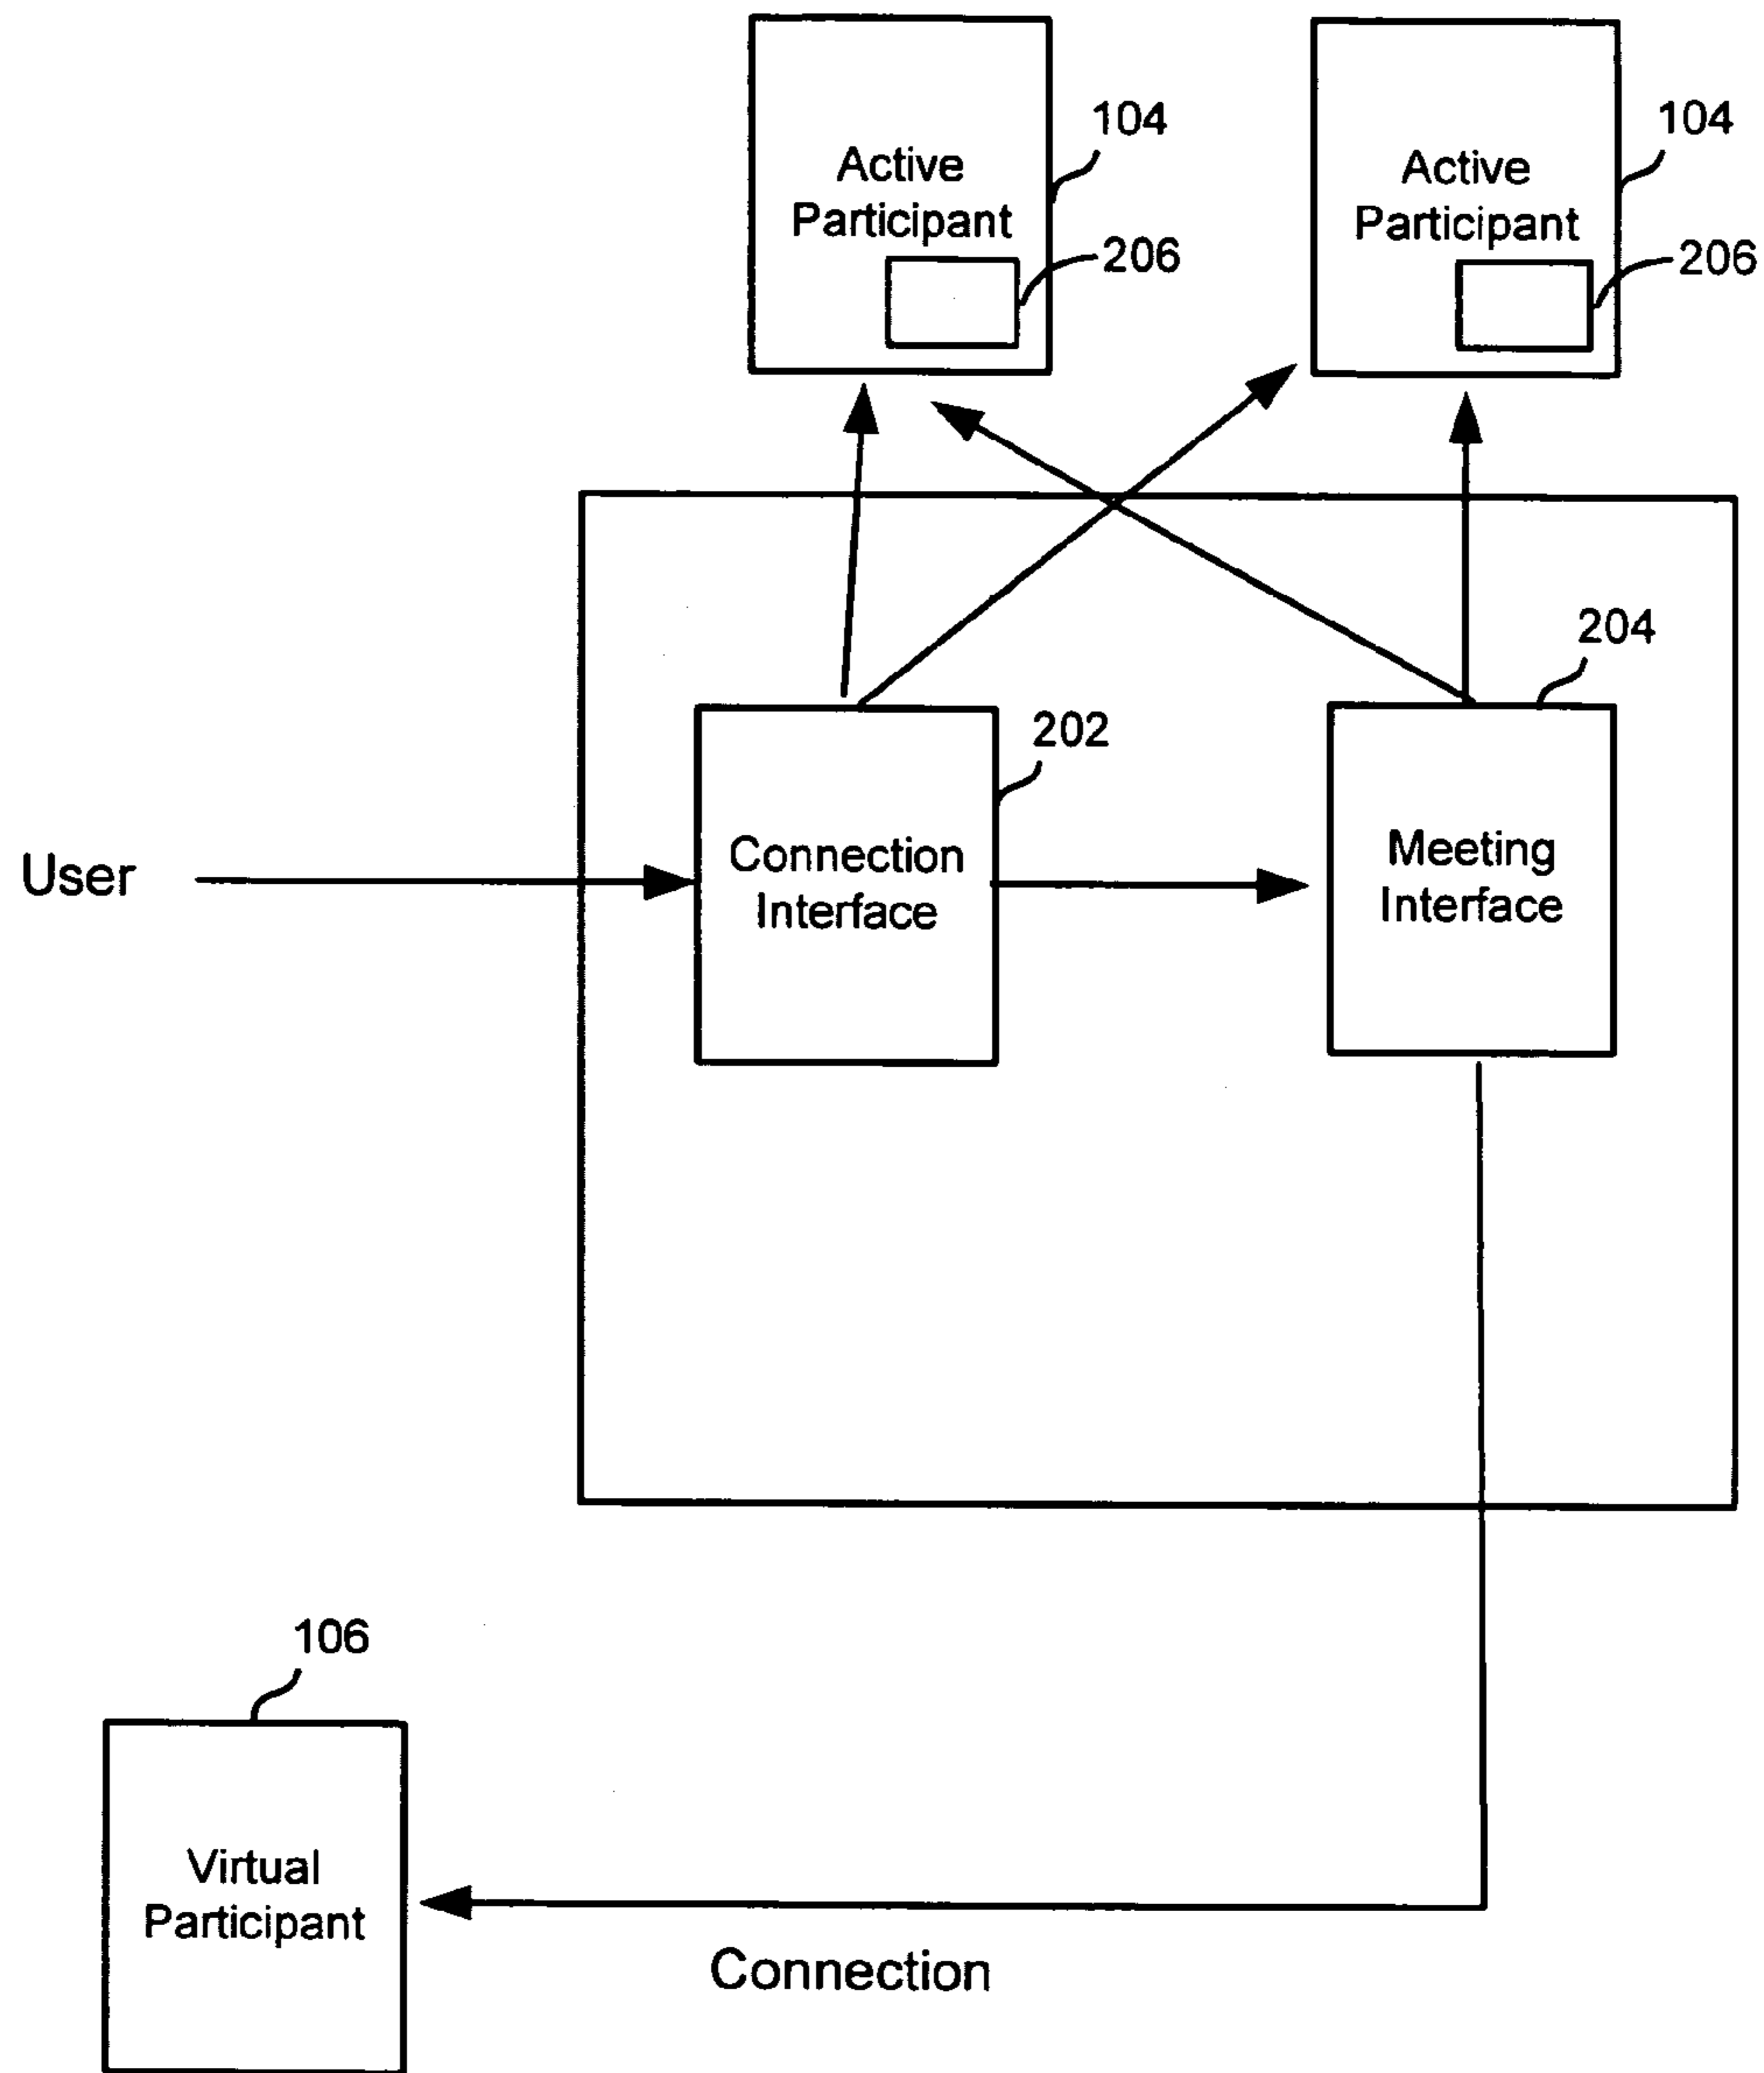 104
104
Active
Participant
Active
Participant
206
206
204
202
User
Connection
Interface
Meeting
Interface
106
Virtual
Participant
Connection